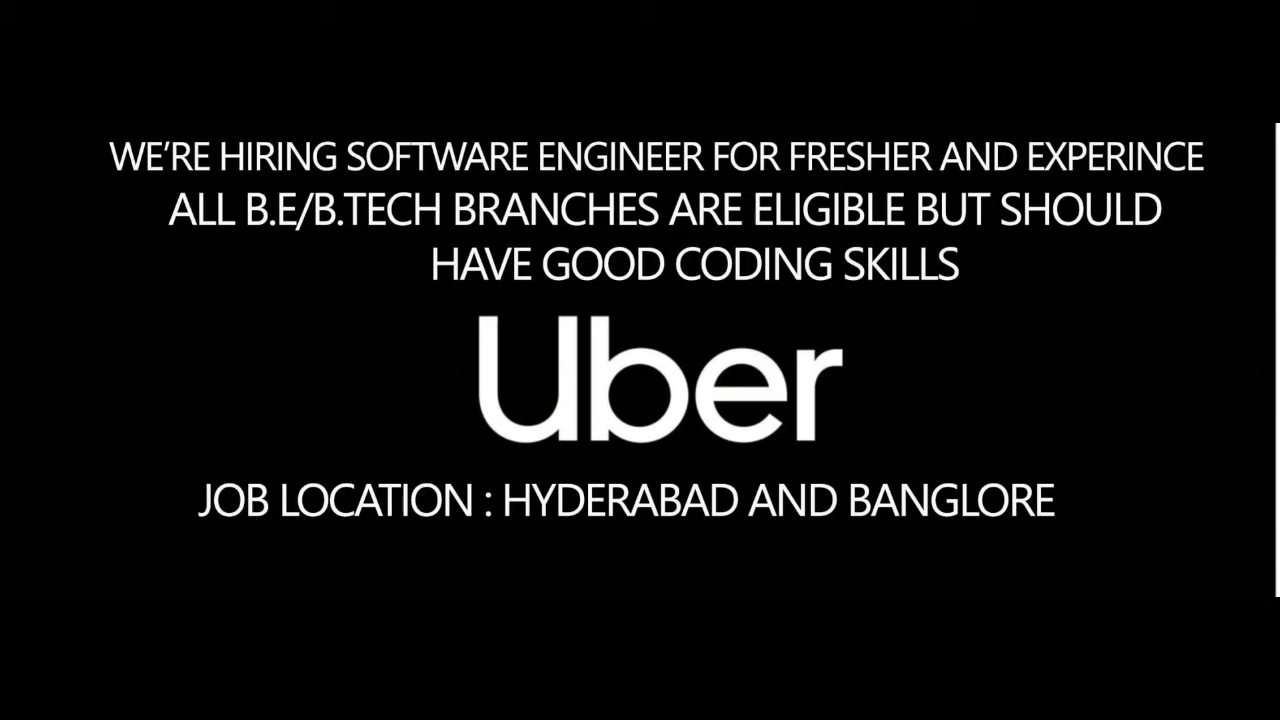 WE'RE HIRING SOFTWARE ENGINEER FOR FRESHER AND EXPERINCE
ALL B.E/B.TECH BRANCHES ARE ELIGIBLE BUT SHOULD
HAVE GOOD CODING SKILLS
Uber
JOB LOCATION : HYDERABAD AND BANGLORE